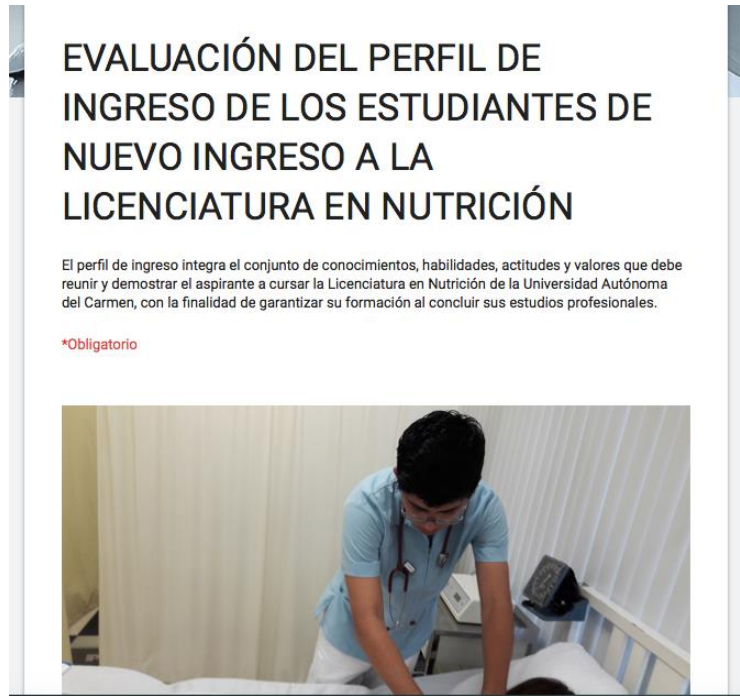 EVALUACIÓN DEL PERFIL DE
INGRESO DE LOS ESTUDIANTES DE
NUEVO INGRESO A LA
LICENCIATURA EN NUTRICIÓN
El perfil de ingreso integra el conjunto de conocimientos, habilidades, actitudes y valores que debe
reunir y demostrar el aspirante a cursar la Licenciatura en Nutrición de la Universidad Autónoma
del Carmen, con la finalidad de garantizar su formación al concluir sus estudios profesionales.
*Obligatorio